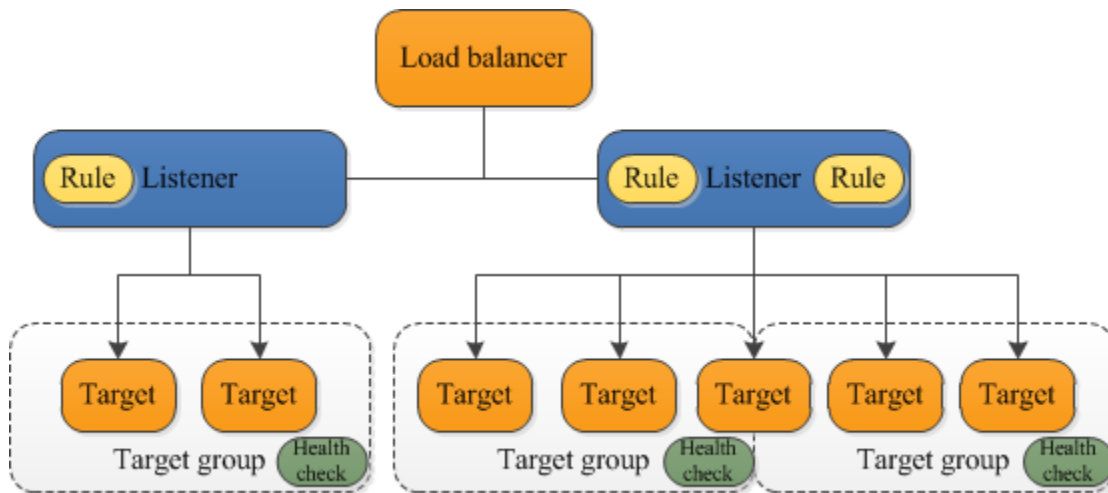 Load balancer
Rule Listener
Rule Listener Rule
Target Target
Target Target Target Target Target
Target group
Health
check
Target group
Health
check
Target group
Health
check